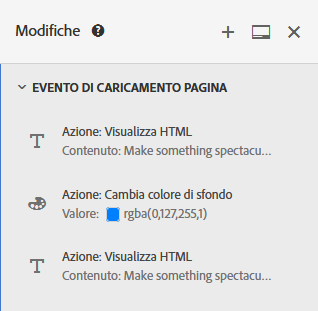 Modifiche
EVENTO DI CARICAMENTO PAGINA
Azione: Visualizza HTML
Contenuto: Make something spectacu...
Azione: Cambia colore di sfondo
Valore: rgba(0,127,255,1)
Azione: Visualizza HTML
Contenuto: Make something spectacu...